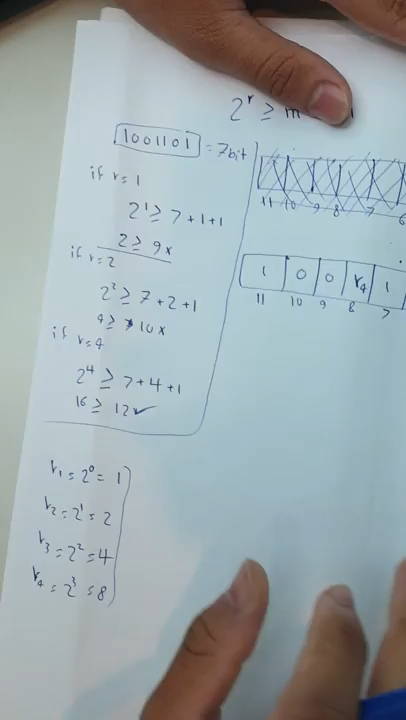 2^r ≥ m
1001101 = 7bit
if r=1
2^1 ≥ 7+1+1
2 ≥ 9 x
if r=2
2^2 ≥ 7+2+1
4 ≥ 10 x
if r=4
2^4 ≥ 7+4+1
16 ≥ 12 ✓
r1 = 2^0 = 1
r2 = 2^1 = 2
r3 = 2^2 = 4
r4 = 2^3 = 8
11 10 9 8 7 6
1 0 0 r4 1
11 10 9 8 7